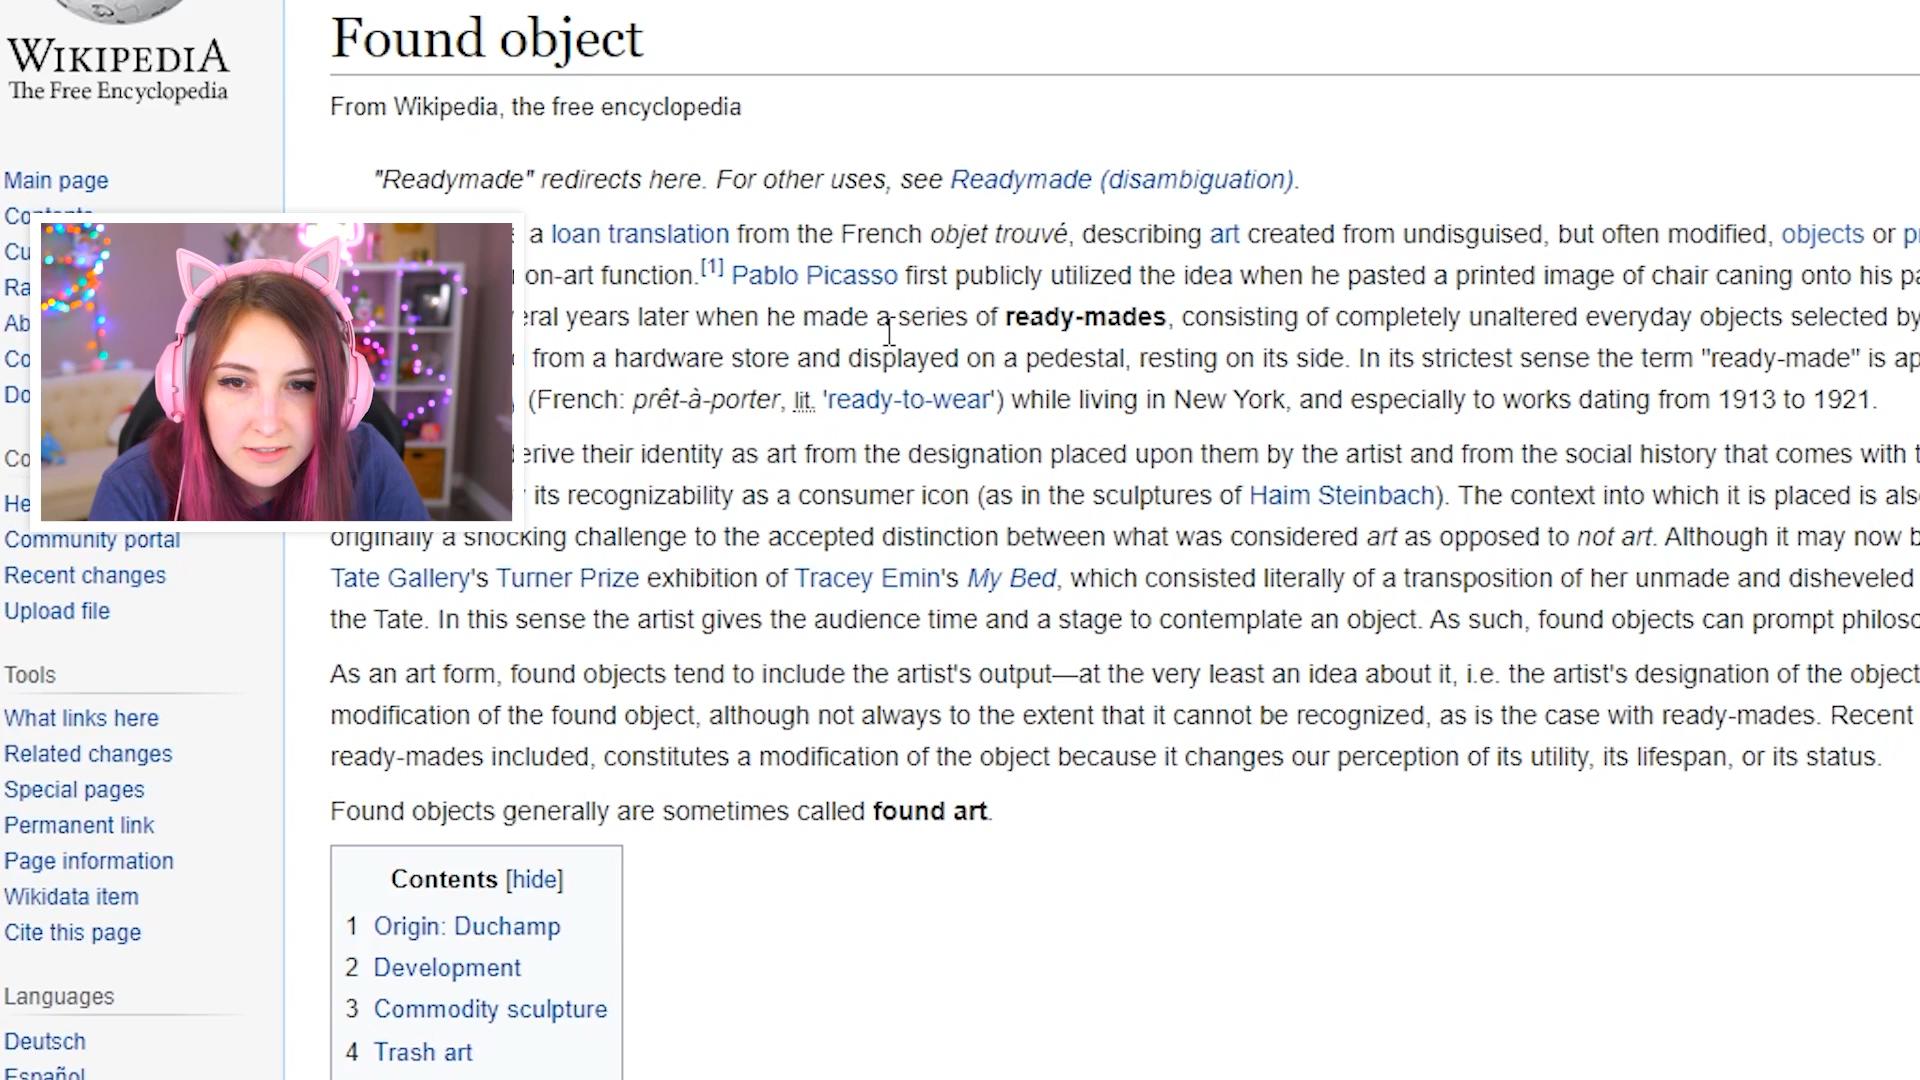 WIKIPEDIA
The Free Encyclopedia
Main page
Contents
Cu
Ra
Ab
Co
Do
Co
He
Community portal
Recent changes
Upload file
Tools
What links here
Related changes
Special pages
Permanent link
Page information
Wikidata item
Cite this page
Languages
Deutsch
Español
Found object
From Wikipedia, the free encyclopedia
"Readymade" redirects here. For other uses, see Readymade (disambiguation).
a loan translation from the French objet trouvé, describing art created from undisguised, but often modified, objects or p
on-art function.[1] Pablo Picasso first publicly utilized the idea when he pasted a printed image of chair caning onto his pa
eral years later when he made a series of ready-mades, consisting of completely unaltered everyday objects selected by
from a hardware store and displayed on a pedestal, resting on its side. In its strictest sense the term "ready-made" is ap
(French: prêt-à-porter, lit. 'ready-to-wear') while living in New York, and especially to works dating from 1913 to 1921.
erive their identity as art from the designation placed upon them by the artist and from the social history that comes with t
its recognizability as a consumer icon (as in the sculptures of Haim Steinbach). The context into which it is placed is als
originally a shocking challenge to the accepted distinction between what was considered art as opposed to not art. Although it may now b
Tate Gallery's Turner Prize exhibition of Tracey Emin's My Bed, which consisted literally of a transposition of her unmade and disheveled
the Tate. In this sense the artist gives the audience time and a stage to contemplate an object. As such, found objects can prompt philoso
As an art form, found objects tend to include the artist's output—at the very least an idea about it, i.e. the artist's designation of the object
modification of the found object, although not always to the extent that it cannot be recognized, as is the case with ready-mades. Recent
ready-mades included, constitutes a modification of the object because it changes our perception of its utility, its lifespan, or its status.
Found objects generally are sometimes called found art.
Contents [hide]
1 Origin: Duchamp
2 Development
3 Commodity sculpture
4 Trash art